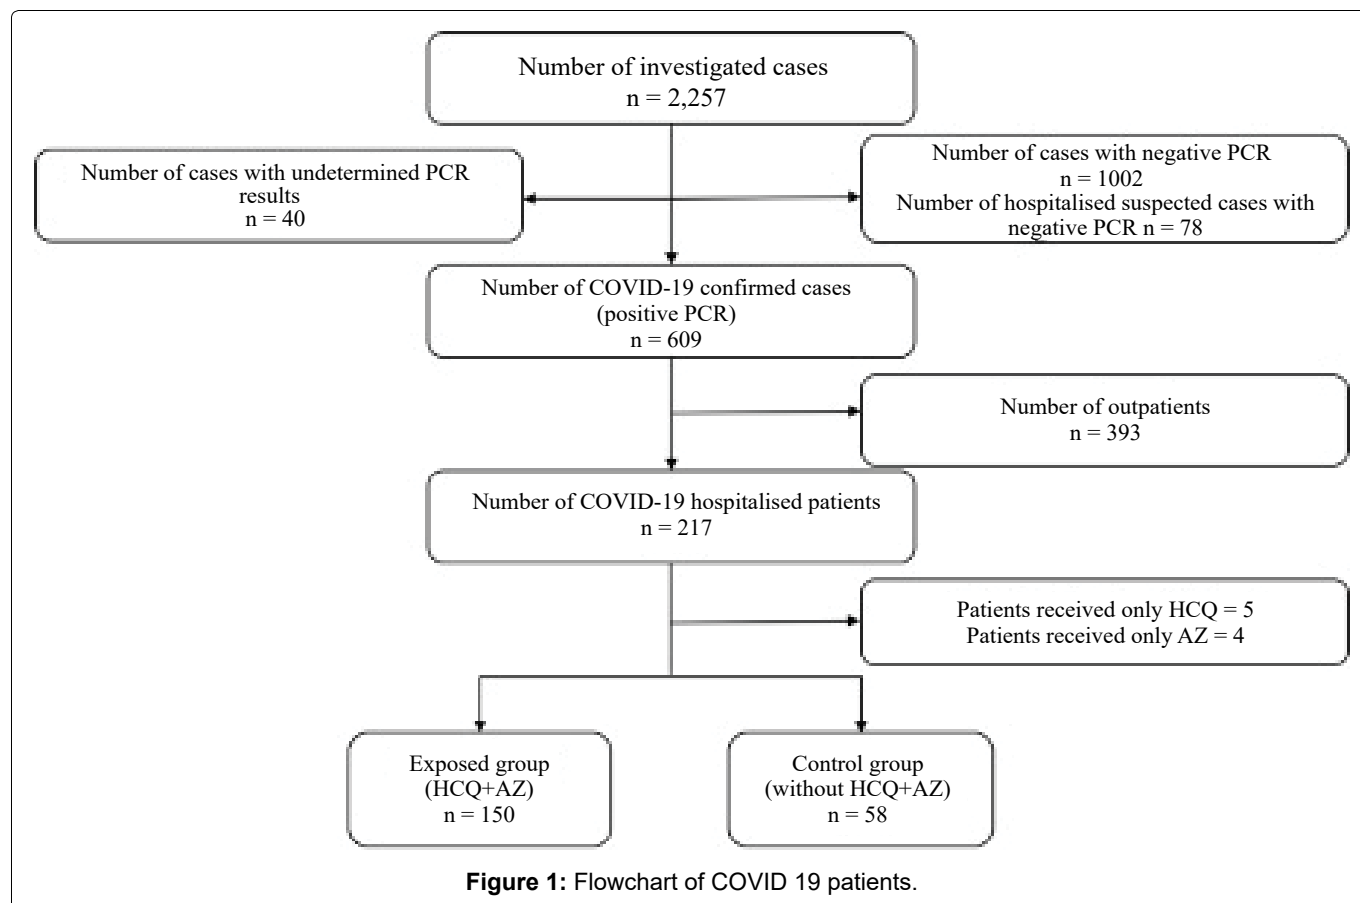 Number of investigated cases
n = 2,257
Number of cases with undetermined PCR
results
n = 40
Number of cases with negative PCR
n = 1002
Number of hospitalised suspected cases with
negative PCR n = 78
Number of COVID-19 confirmed cases
(positive PCR)
n = 609
Number of outpatients
n = 393
Number of COVID-19 hospitalised patients
n = 217
Patients received only HCQ = 5
Patients received only AZ = 4
Exposed group
(HCQ+AZ)
n = 150
Control group
(without HCQ+AZ)
n = 58
Figure 1: Flowchart of COVID 19 patients.